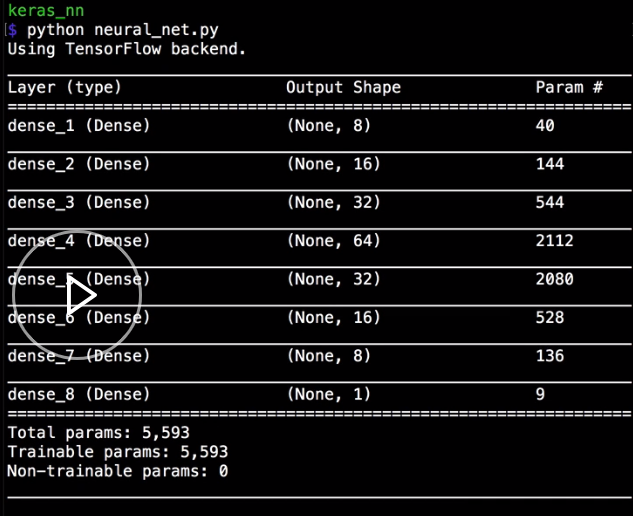 keras_nn
$ python neural_net.py
Using TensorFlow backend.
Layer (type) Output Shape Param #
dense_1 (Dense) (None, 8) 40
dense_2 (Dense) (None, 16) 144
dense_3 (Dense) (None, 32) 544
dense_4 (Dense) (None, 64) 2112
dense_5 (Dense) (None, 32) 2080
dense_6 (Dense) (None, 16) 528
dense_7 (Dense) (None, 8) 136
dense_8 (Dense) (None, 1) 9
Total params: 5,593
Trainable params: 5,593
Non-trainable params: 0